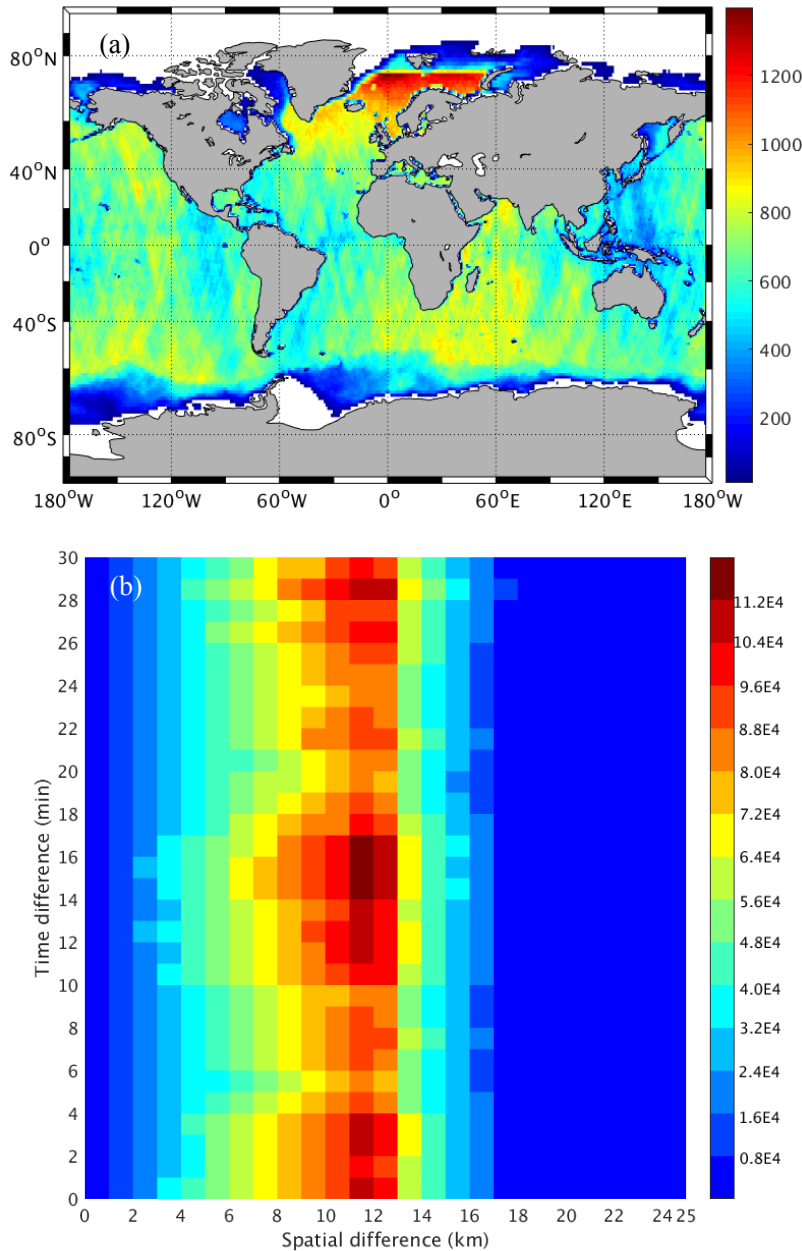 (a)
80°N
40°N
0°
40°S
80°S
180°W 120°W 60°W 0° 60°E 120°E 180°W
1200
1000
800
600
400
200
(b)
30
28
26
24
22
20
18
16
14
12
10
8
6
4
2
0
Time difference (min)
0 2 4 6 8 10 12 14 16 18 20 22 24 25
Spatial difference (km)
11.2E4
10.4E4
9.6E4
8.8E4
8.0E4
7.2E4
6.4E4
5.6E4
4.8E4
4.0E4
3.2E4
2.4E4
1.6E4
0.8E4